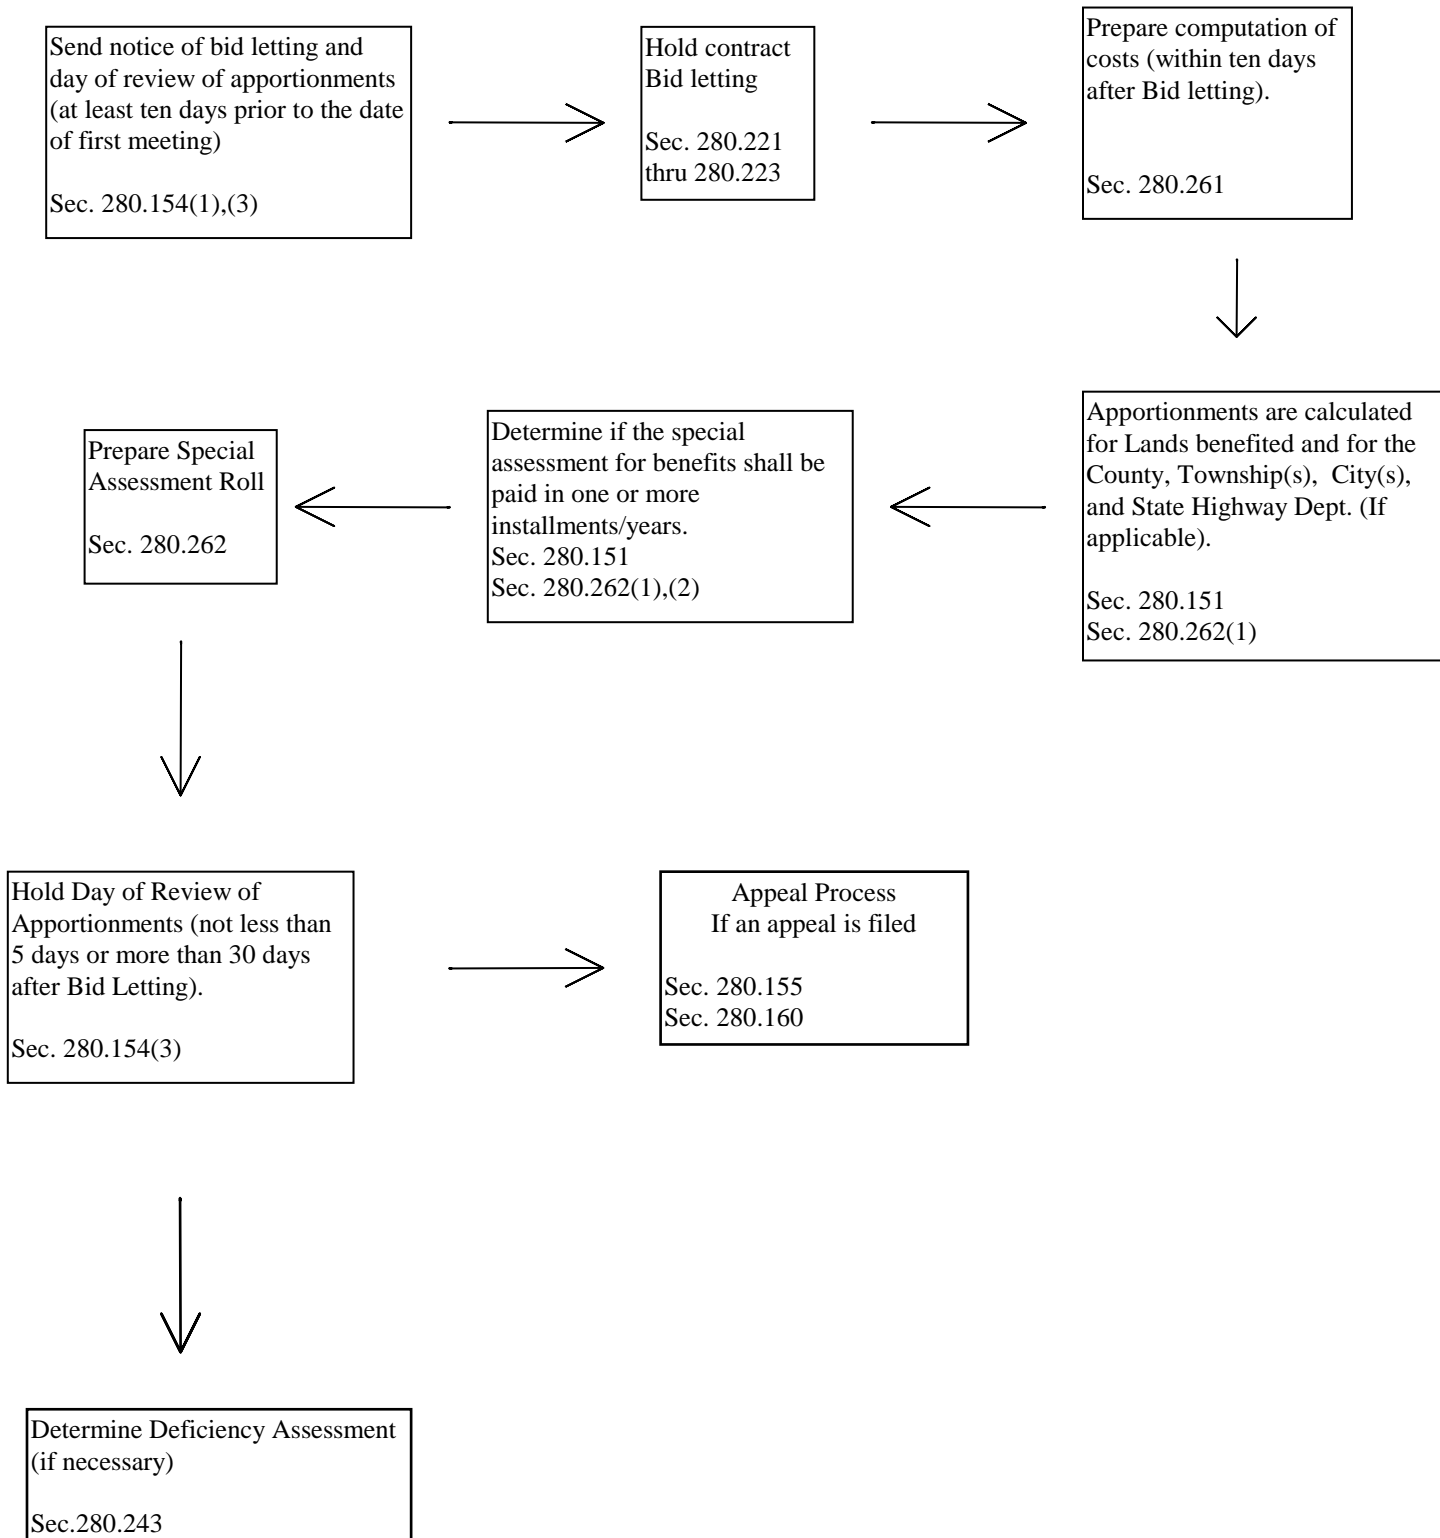 Send notice of bid letting and
day of review of apportionments
(at least ten days prior to the date
of first meeting)
Sec. 280.154(1),(3)
Hold contract
Bid letting
Sec. 280.221
thru 280.223
Prepare computation of
costs (within ten days
after Bid letting).
Sec. 280.261
Apportionments are calculated
for Lands benefited and for the
County, Township(s),  City(s),
and State Highway Dept. (If
applicable).
Sec. 280.151
Sec. 280.262(1)
Determine if the special
assessment for benefits shall be
paid in one or more
installments/years.
Sec. 280.151
Sec. 280.262(1),(2)
Prepare Special
Assessment Roll
Sec. 280.262
Hold Day of Review of
Apportionments (not less than
5 days or more than 30 days
after Bid Letting).
Sec. 280.154(3)
Appeal Process
If an appeal is filed
Sec. 280.155
Sec. 280.160
Determine Deficiency Assessment
(if necessary)
Sec.280.243